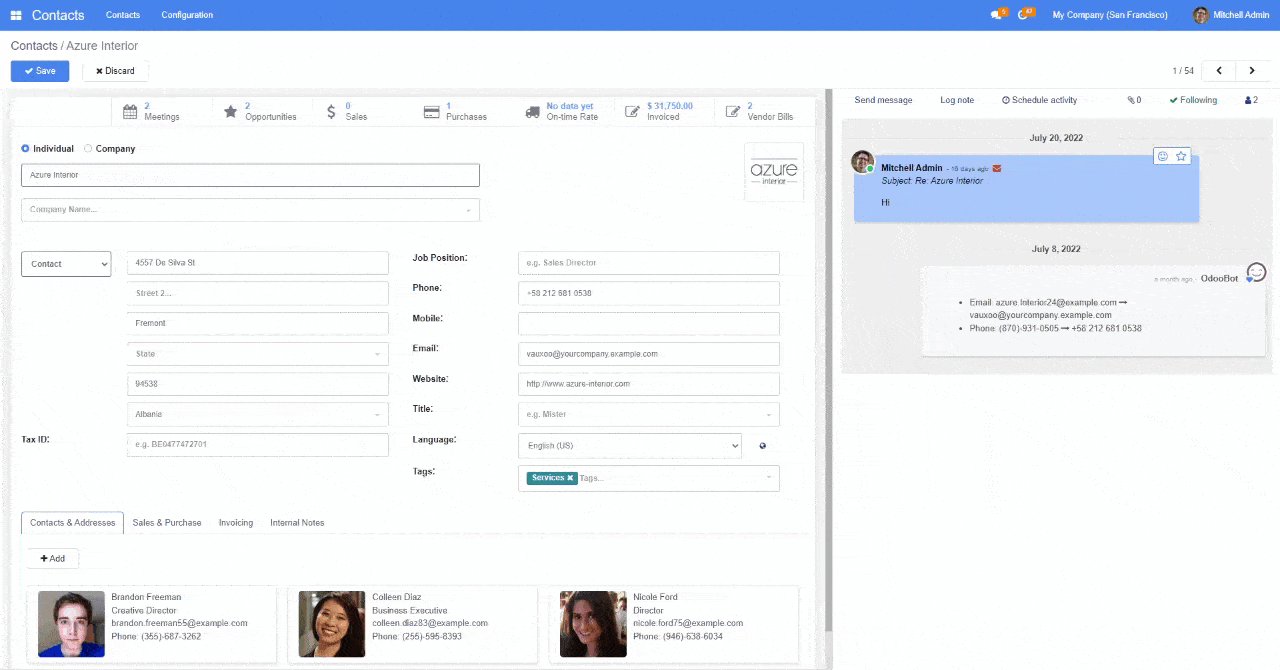 Contacts Contacts Configuration 5 47 My Company (San Francisco) Mitchell Admin
Contacts / Azure Interior
Save Discard 1 / 54
2 Meetings
2 Opportunities
$ 0 Sales
1 Purchases
No data yet On-time Rate
$ 31,750.00 Invoiced
2 Vendor Bills
Individual Company
Azure Interior
azure
interior
Company Name...
Contact
4557 De Silva St
Street 2...
Fremont
State
94538
Albania
Tax ID:
e.g. BE0477472701
Job Position:
e.g. Sales Director
Phone:
+58 212 681 0538
Mobile:
Email:
vauxoo@yourcompany.example.com
Website:
http://www.azure-interior.com
Title:
e.g. Mister
Language:
English (US)
Tags:
Services Tags...
Contacts & Addresses Sales & Purchase Invoicing Internal Notes
Add
Brandon Freeman
Creative Director
brandon.freeman55@example.com
Phone: (355)-687-3262
Colleen Diaz
Business Executive
colleen.diaz83@example.com
Phone: (255)-595-8393
Nicole Ford
Director
nicole.ford75@example.com
Phone: (946)-638-6034
Send message Log note Schedule activity 0 Following 2
July 20, 2022
Mitchell Admin - 16 days ago
Subject: Re: Azure Interior
Hi
July 8, 2022
a month ago - OdooBot
• Email: azure.Interior24@example.com →
vauxoo@yourcompany.example.com
• Phone: (870)-931-0505 → +58 212 681 0538